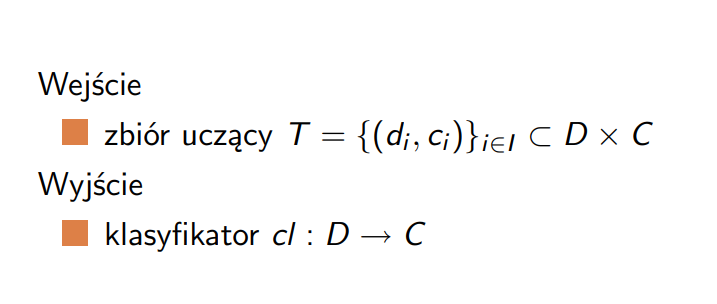 Wejście
zbiór uczący T = {(dᵢ, cᵢ)}ᵢ∈I ⊂ D × C
Wyjście
klasyfikator cl : D → C